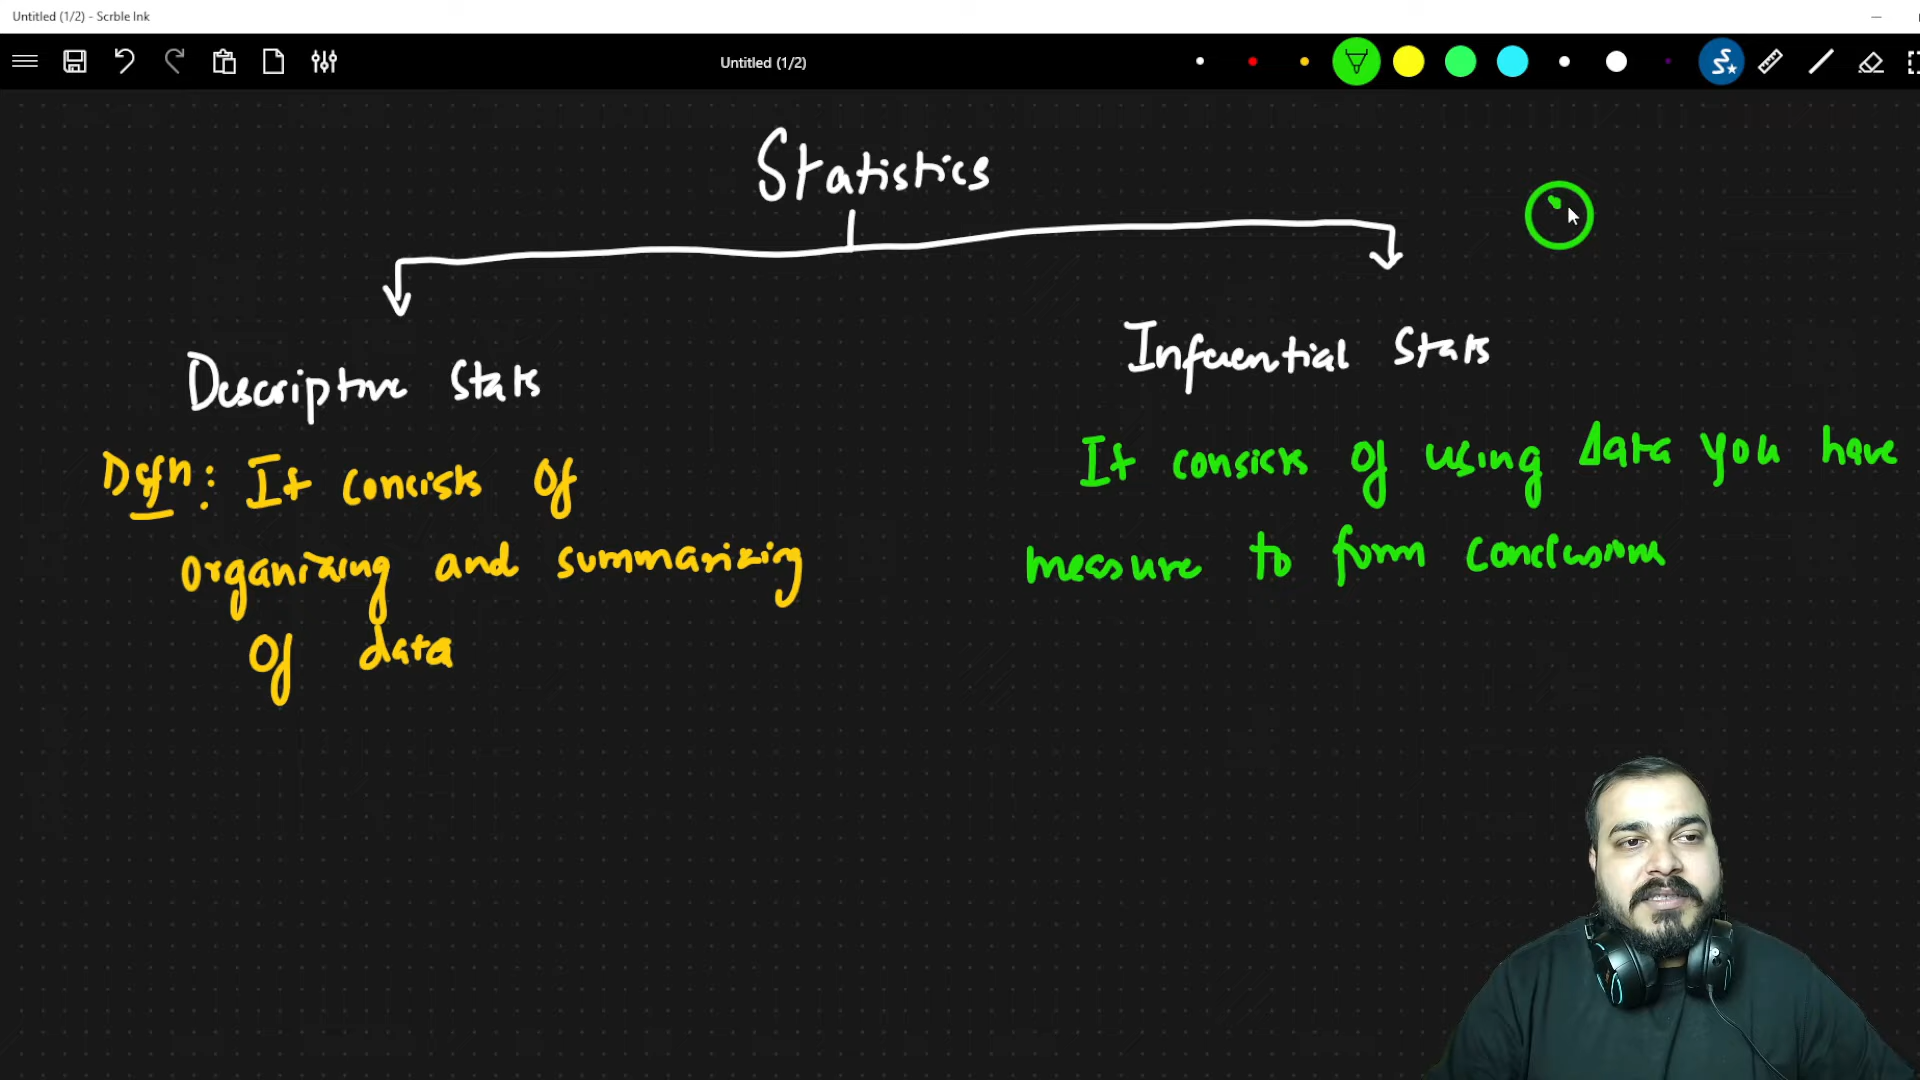 Untitled (1/2) - Scrble Ink
Untitled (1/2)
Statistics
Descriptive Stats
Inferential Stats
Defn: It consists of
organizing and summarizing
of data
It consists of using Data you have
measure to form conclusions